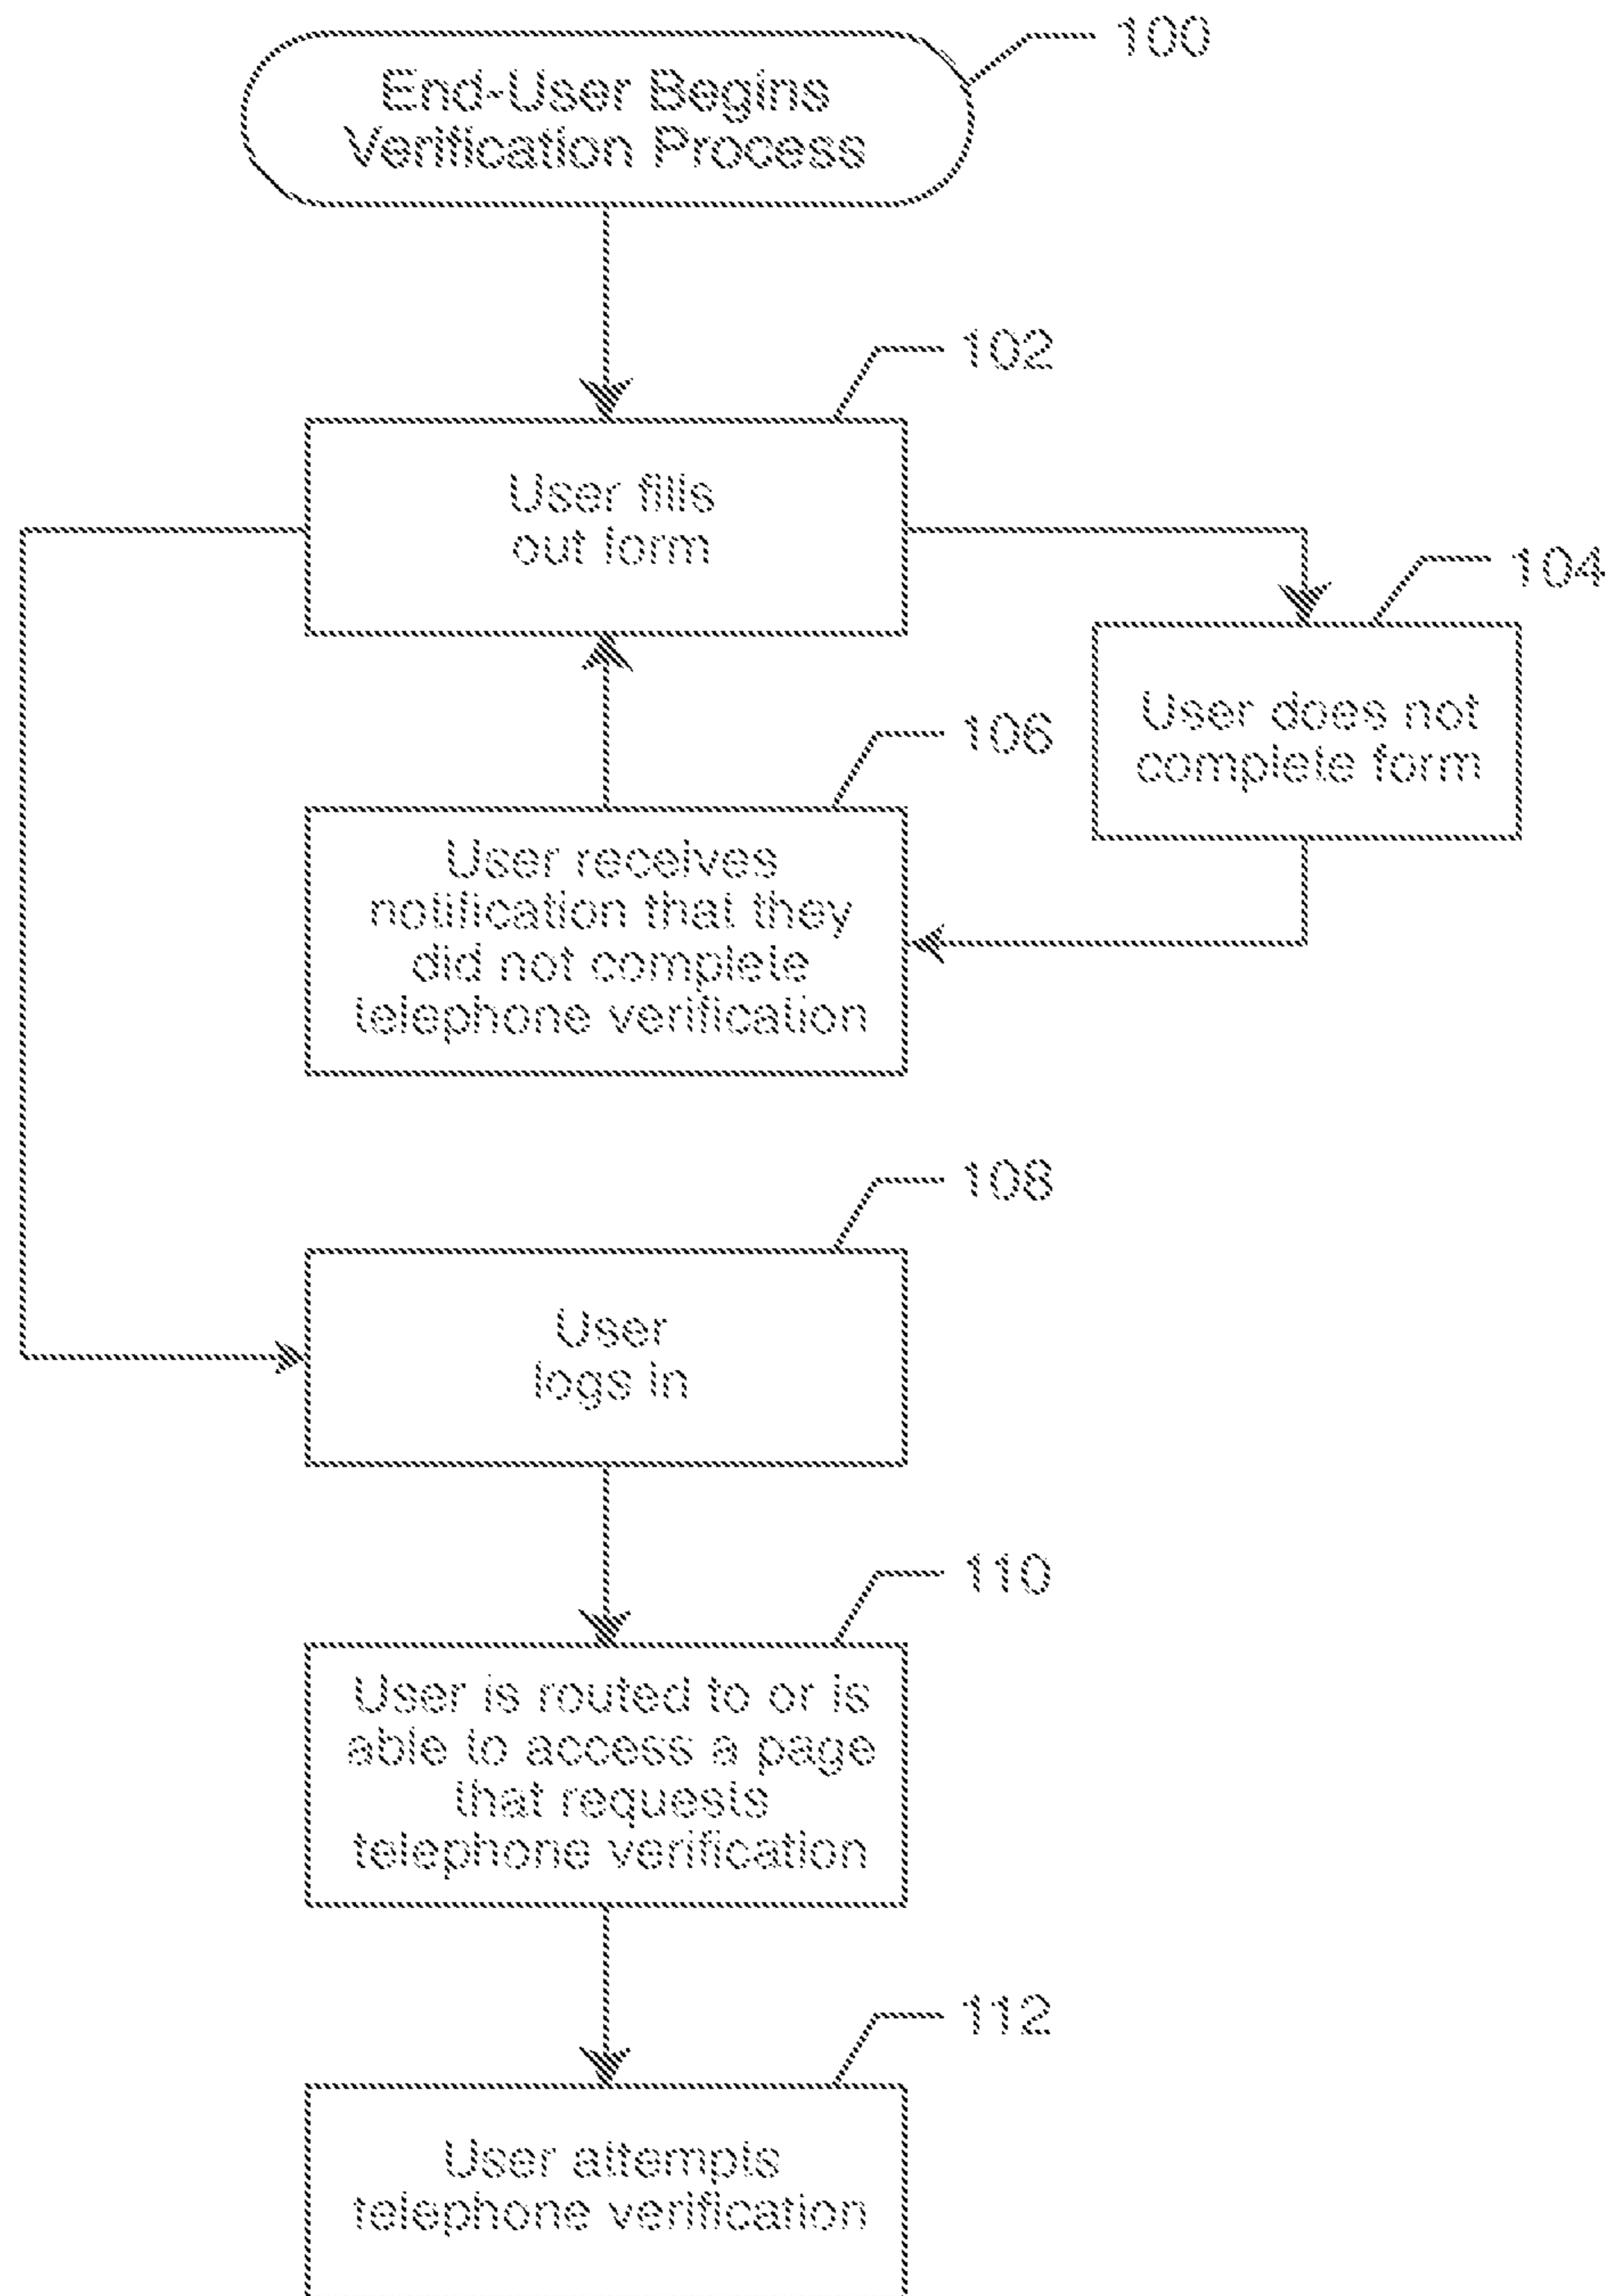 100
End-User Begins
Verification Process
102
User fills
out form
104
User does not
complete form
106
User receives
notification that they
did not complete
telephone verification
108
User
logs in
110
User is routed to or is
able to access a page
that requests
telephone verification
112
User attempts
telephone verification